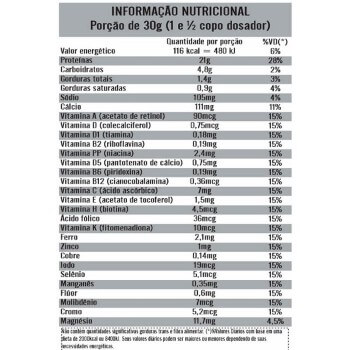 INFORMAÇÃO NUTRICIONAL
Porção de 30g (1 e ½ copo dosador)
Quantidade por porção %VD(*)
Valor energético 116 kcal = 480 kJ 6%
Proteínas 21g 28%
Carboidratos 4,8g 2%
Gorduras totais 1,4g 3%
Gorduras saturadas 0,9g 4%
Sódio 105mg 4%
Cálcio 111mg 11%
Vitamina A (acetato de retinol) 90mcg 15%
Vitamina D (colecalciferol) 0,75mcg 15%
Vitamina D1 (tiamina) 0,18mg 15%
Vitamina B2 (riboflavina) 0,19mg 15%
Vitamina PP (niacina) 2,4mg 15%
Vitamina D5 (pantotenato de cálcio) 0,75mg 15%
Vitamina B6 (piridoxina) 0,19mg 15%
Vitamina B12 (cianocobalamina) 0,36mc 15%
Vitamina C (ácido ascórbico) 7mg 15%
Vitamina E (acetato de tocoferol) 1,5mg 15%
Vitamina H (biotina) 4,5mcg 15%
Ácido fólico 36mcg 15%
Vitamina K (fitomenadiona) 10mcg 15%
Ferro 2,1mg 15%
Zinco 1mg 15%
Cobre 0,14mg 15%
Iodo 19mcg 15%
Selênio 5,1mcg 15%
Manganês 0,35mg 15%
Flúor 0,6mg 15%
Molibdênio 7mcg 15%
Cromo 5,2mcg 15%
Magnésio 11,7mg 4,5%
Não contém quantidades significativas gorduras trans e fibra alimentar. (*)Valores Diários com base em uma
dieta de 2000kcal ou 8400kJ. Seus valores diários podem ser maiores ou menores dependendo de suas
necessidades energéticas.